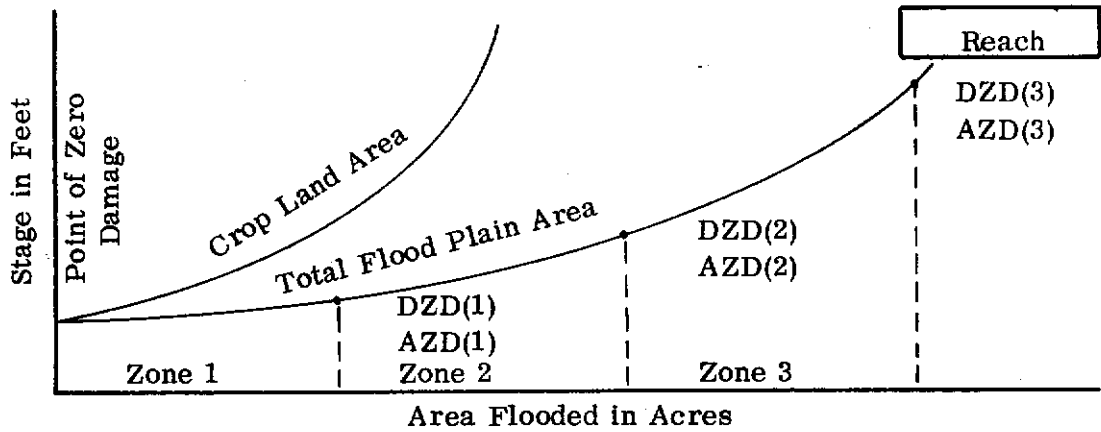 Reach
DZD(3)
AZD(3)
Stage in Feet
Point of Zero
Damage
Crop Land Area
Total Flood Plain Area
DZD(2)
AZD(2)
DZD(1)
AZD(1)
Zone 1
Zone 2
Zone 3
Area Flooded in Acres